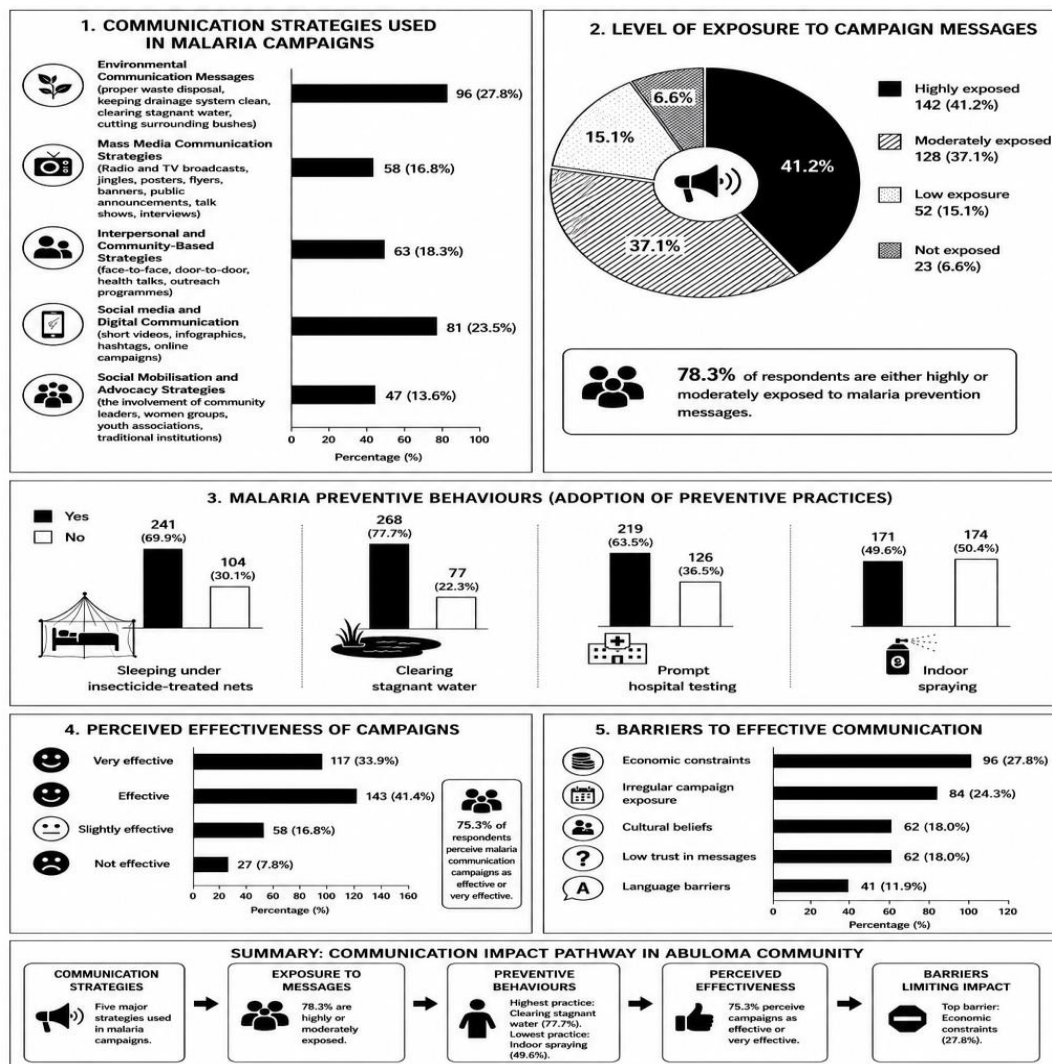 1. COMMUNICATION STRATEGIES USED
IN MALARIA CAMPAIGNS
Environmental
Communication Messages
(proper waste disposal,
keeping drainage system clean,
clearing stagnant water,
cutting surrounding bushes)
96 (27.8%)
Mass Media Communication
Strategies
(Radio and TV broadcasts,
jingles, posters, flyers,
banners, public
announcements, talk
shows, interviews)
58 (16.8%)
Interpersonal and
Community-Based
Strategies
(face-to-face, door-to-door,
health talks, outreach
programmes)
63 (18.3%)
Social media and
Digital Communication
(short videos, infographics,
hashtags, online
campaigns)
81 (23.5%)
Social Mobilisation and
Advocacy Strategies
(the involvement of community
leaders, women groups,
youth associations,
traditional institutions)
47 (13.6%)
0 20 40 60 80 100
Percentage (%)
2. LEVEL OF EXPOSURE TO CAMPAIGN MESSAGES
6.6%
15.1%
41.2%
37.1%
Highly exposed
142 (41.2%)
Moderately exposed
128 (37.1%)
Low exposure
52 (15.1%)
Not exposed
23 (6.6%)
78.3% of respondents are either highly or
moderately exposed to malaria prevention
messages.
3. MALARIA PREVENTIVE BEHAVIOURS (ADOPTION OF PREVENTIVE PRACTICES)
Yes
No
241
(69.9%)
104
(30.1%)
Sleeping under
insecticide-treated nets
268
(77.7%)
77
(22.3%)
Clearing
stagnant water
219
(63.5%)
126
(36.5%)
Prompt
hospital testing
171
(49.6%)
174
(50.4%)
Indoor
spraying
4. PERCEIVED EFFECTIVENESS OF CAMPAIGNS
Very effective
117 (33.9%)
Effective
143 (41.4%)
Slightly effective
58 (16.8%)
Not effective
27 (7.8%)
0 20 40 60 80 100 120 140 160
Percentage (%)
75.3% of
respondents
perceive malaria
communication
campaigns as
effective or
very effective.
5. BARRIERS TO EFFECTIVE COMMUNICATION
Economic constraints
96 (27.8%)
Irregular campaign
exposure
84 (24.3%)
Cultural beliefs
62 (18.0%)
?
Low trust in messages
62 (18.0%)
A
Language barriers
41 (11.9%)
0 20 40 60 80 100 120
Percentage (%)
SUMMARY: COMMUNICATION IMPACT PATHWAY IN ABULOMA COMMUNITY
COMMUNICATION
STRATEGIES
Five major
strategies used
in malaria
campaigns.
EXPOSURE TO
MESSAGES
78.3% are
highly or
moderately
exposed.
PREVENTIVE
BEHAVIOURS
Highest practice:
Clearing stagnant
water (77.7%)
Lowest practice:
Indoor spraying
(49.6%)
PERCEIVED
EFFECTIVENESS
75.3% perceive
campaigns as
effective or
very effective.
BARRIERS
LIMITING IMPACT
Top barrier:
Economic
constraints
(27.8%)